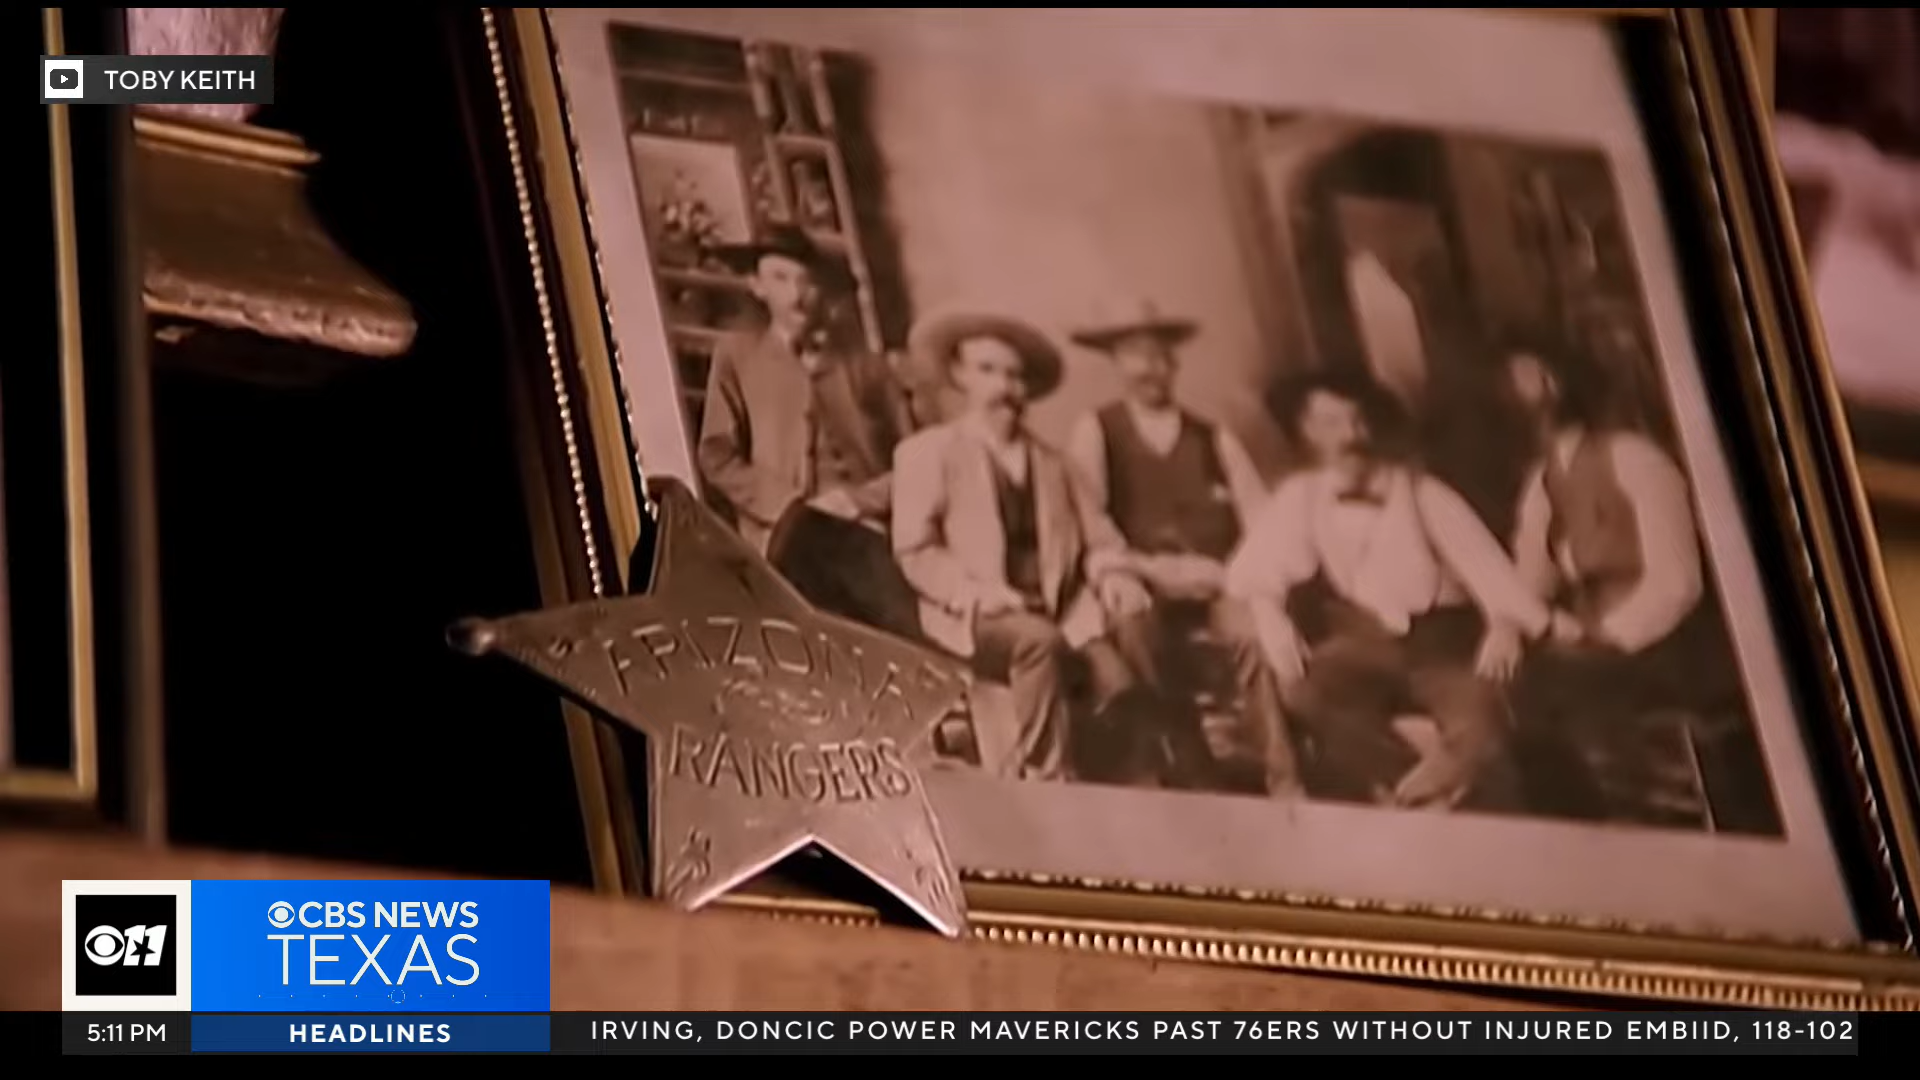 TOBY KEITH
ARIZONA
RANGERS
11
CBS NEWS
TEXAS
5:11 PM
HEADLINES
IRVING, DONCIC POWER MAVERICKS PAST 76ERS WITHOUT INJURED EMBIID, 118-102